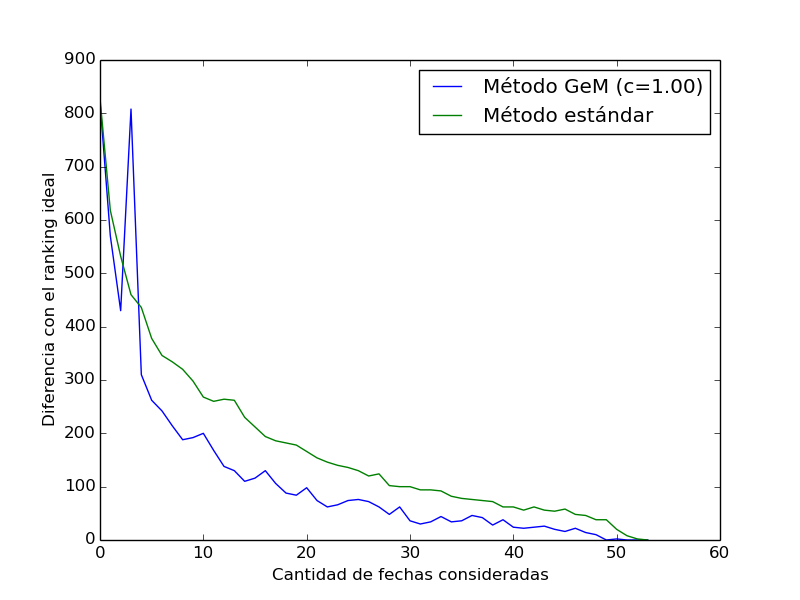 Método GeM (c=1.00)
Método estándar
Diferencia con el ranking ideal
900
800
700
600
500
400
300
200
100
0
0 10 20 30 40 50 60
Cantidad de fechas consideradas